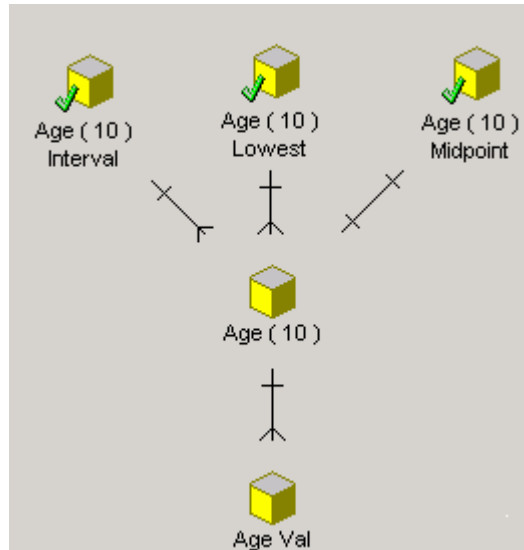 Age ( 10 )
Interval
Age ( 10 )
Lowest
Age ( 10 )
Midpoint
Age ( 10 )
Age Val